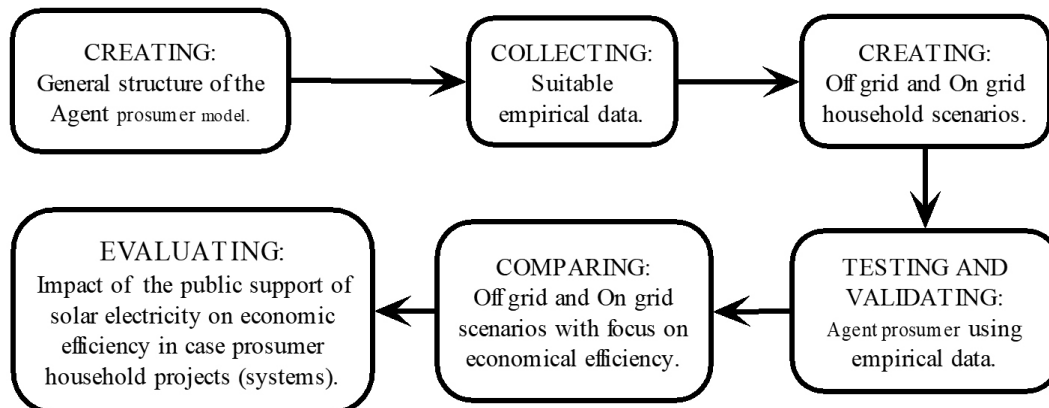 CREATING:
General structure of the
Agent prosumer model.
COLLECTING:
Suitable
empirical data.
CREATING:
Off grid and On grid
household scenarios.
TESTING AND
VALIDATING:
Agent prosumer using
empirical data.
COMPARING:
Off grid and On grid
scenarios with focus on
economical efficiency.
EVALUATING:
Impact of the public support of
solar electricity on economic
efficiency in case prosumer
household projects (systems).